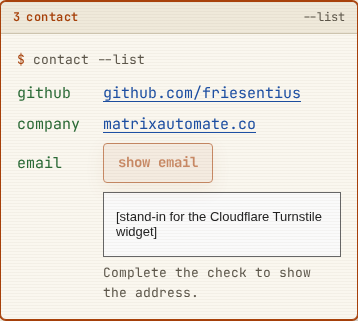 3 contact --list
$ contact --list
github github.com/friesentius
company matrixautomate.co
email show email
[stand-in for the Cloudflare Turnstile
widget]
Complete the check to show
the address.